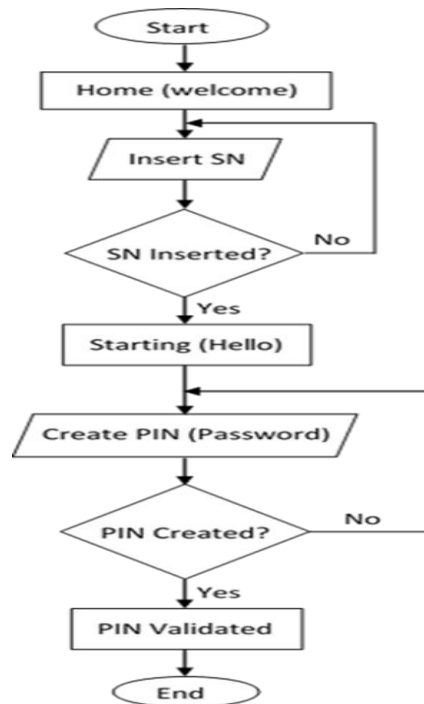 Start
Home (welcome)
Insert SN
SN Inserted?
No
Yes
Starting (Hello)
Create PIN (Password)
PIN Created?
No
Yes
PIN Validated
End